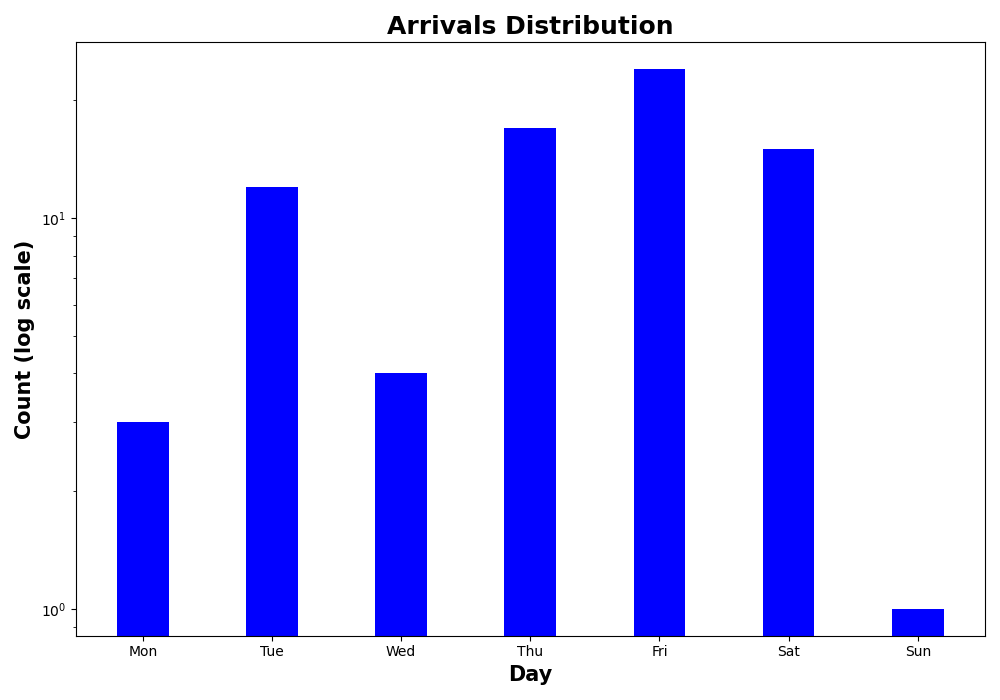 Arrivals Distribution
Count (log scale)
10¹
10⁰
Mon Tue Wed Thu Fri Sat Sun
Day